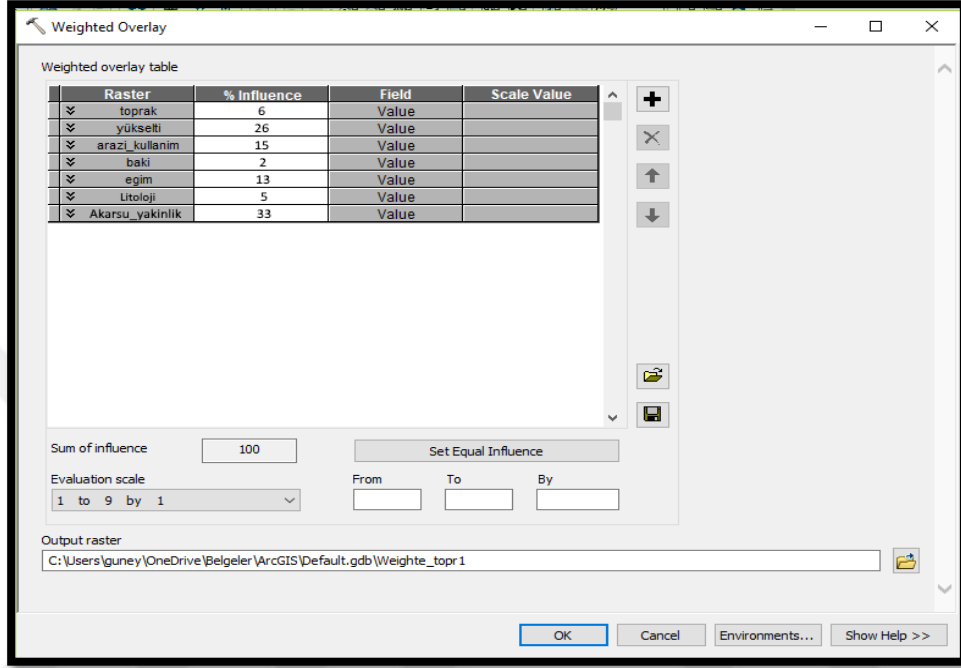 Weighted Overlay
Weighted overlay table
Raster % Influence Field Scale Value
toprak 6 Value
yükselti 26 Value
arazi_kullanim 15 Value
baki 2 Value
egim 13 Value
Litoloji 5 Value
Akarsu_yakinlik 33 Value
Sum of influence 100 Set Equal Influence
Evaluation scale From To By
1 to 9 by 1
Output raster
C:\Users\guney\OneDrive\Belgeler\ArcGIS\Default.gdb\Weighte_topr1
OK Cancel Environments... Show Help >>